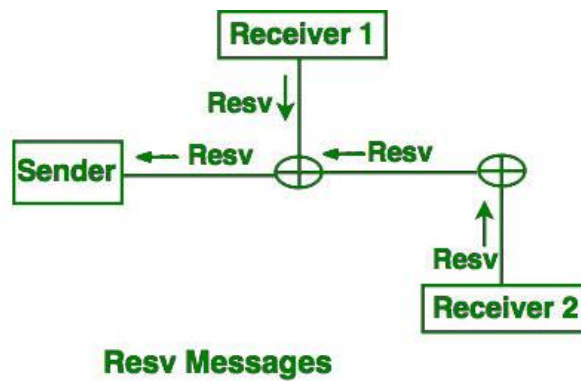 Receiver 1
Resv
Resv
Resv
Sender
Resv
Receiver 2
Resv Messages